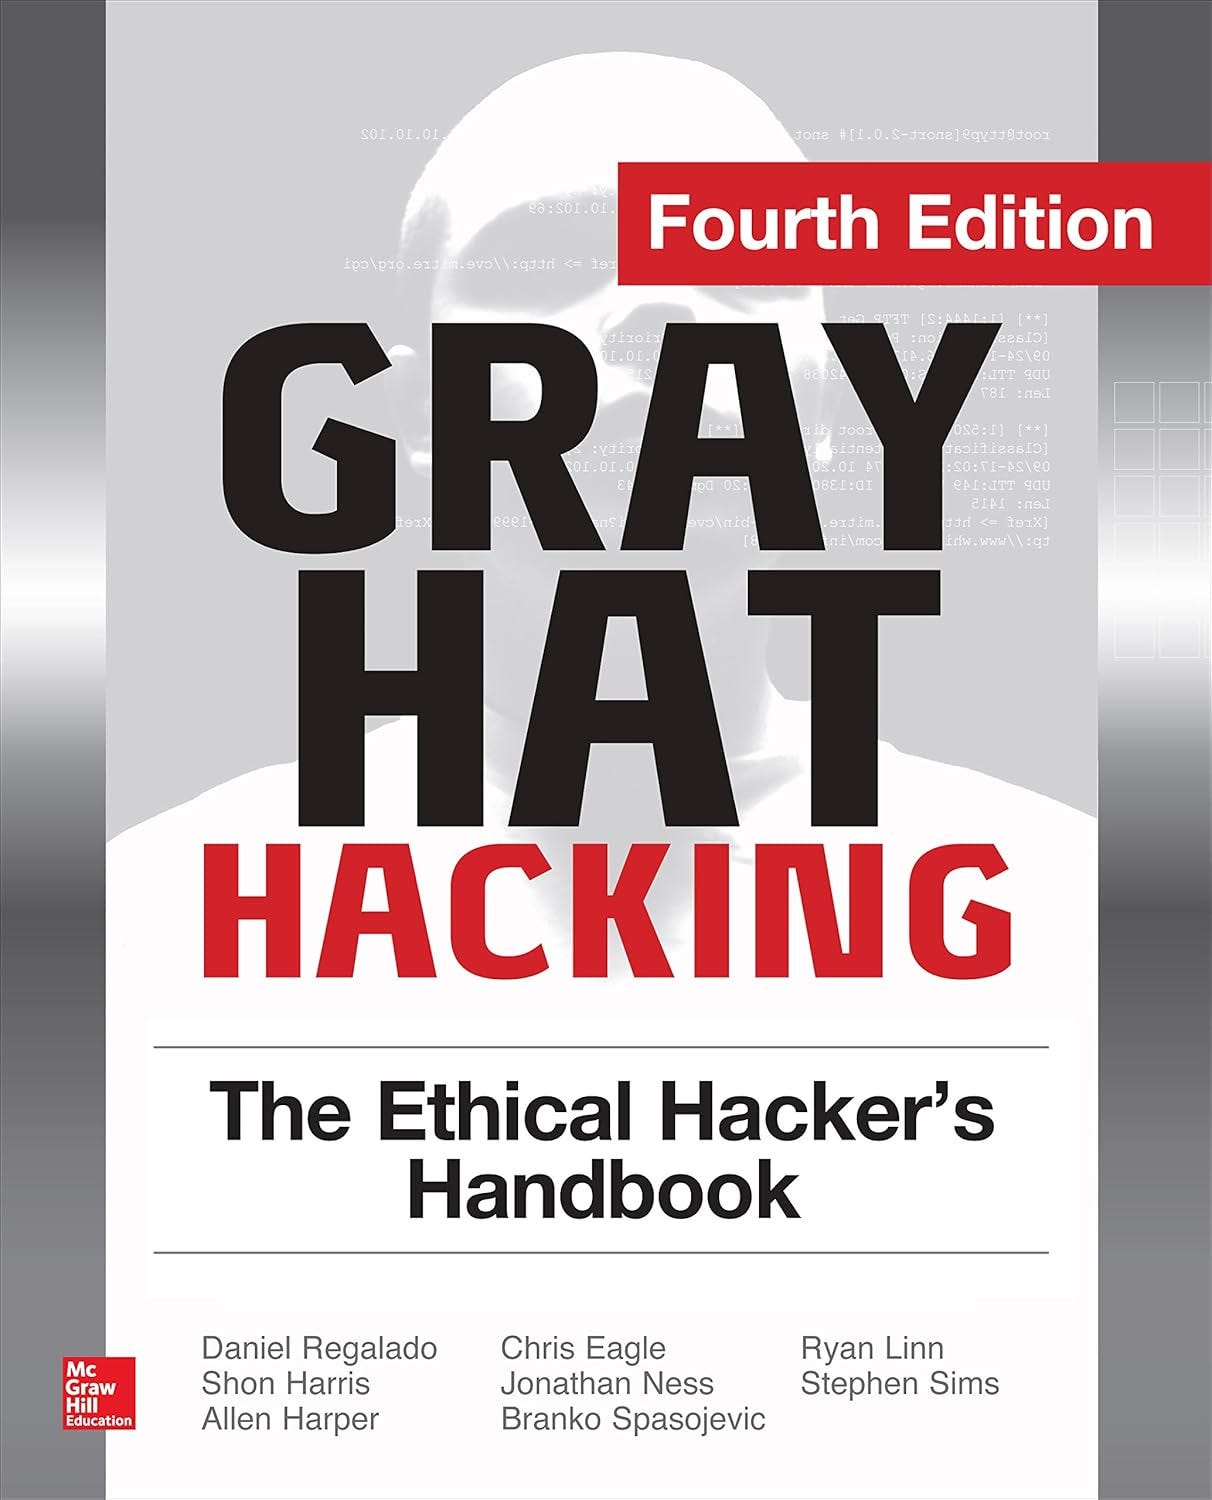 Fourth Edition
GRAY
HAT
HACKING
The Ethical Hacker's
Handbook
Daniel Regalado
Shon Harris
Allen Harper
Chris Eagle
Jonathan Ness
Branko Spasojevic
Ryan Linn
Stephen Sims
Mc
Graw
Hill
Education